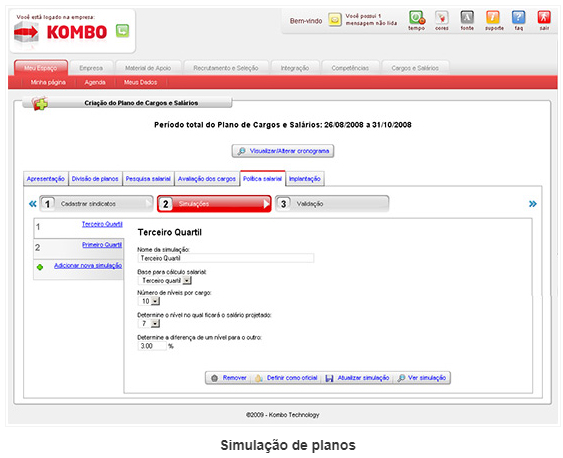 Você está logado na empresa:
KOMBO
Bem-vindo
Você possui 1
mensagem não lida
tempo
cores
fonte
suporte
faq
sair
Meu Espaço
Empresa
Material de Apoio
Recrutamento e Seleção
Integração
Competências
Cargos e Salários
Minha página
Agenda
Meus Dados
Criação do Plano de Cargos e Salários
Período total do Plano de Cargos e Salários: 26/08/2008 a 31/10/2008
Visualizar/Alterar cronograma
Apresentação
Divisão de planos
Pesquisa salarial
Avaliação dos cargos
Política salarial
Implantação
«
1 Cadastrar sindicatos
2 Simulações
3 Validação
»
1 Terceiro Quartil
2 Primeiro Quartil
Adicionar nova simulação
Terceiro Quartil
Nome da simulação:
Terceiro Quartil
Base para cálculo salarial:
Terceiro quartil
Número de níveis por cargo:
10
Determine o nível no qual ficará o salário projetado:
7
Determine a diferença de um nível para o outro:
3.00 %
Remover
Definir como oficial
Atualizar simulação
Ver simulação
©2009 - Kombo Technology
Simulação de planos